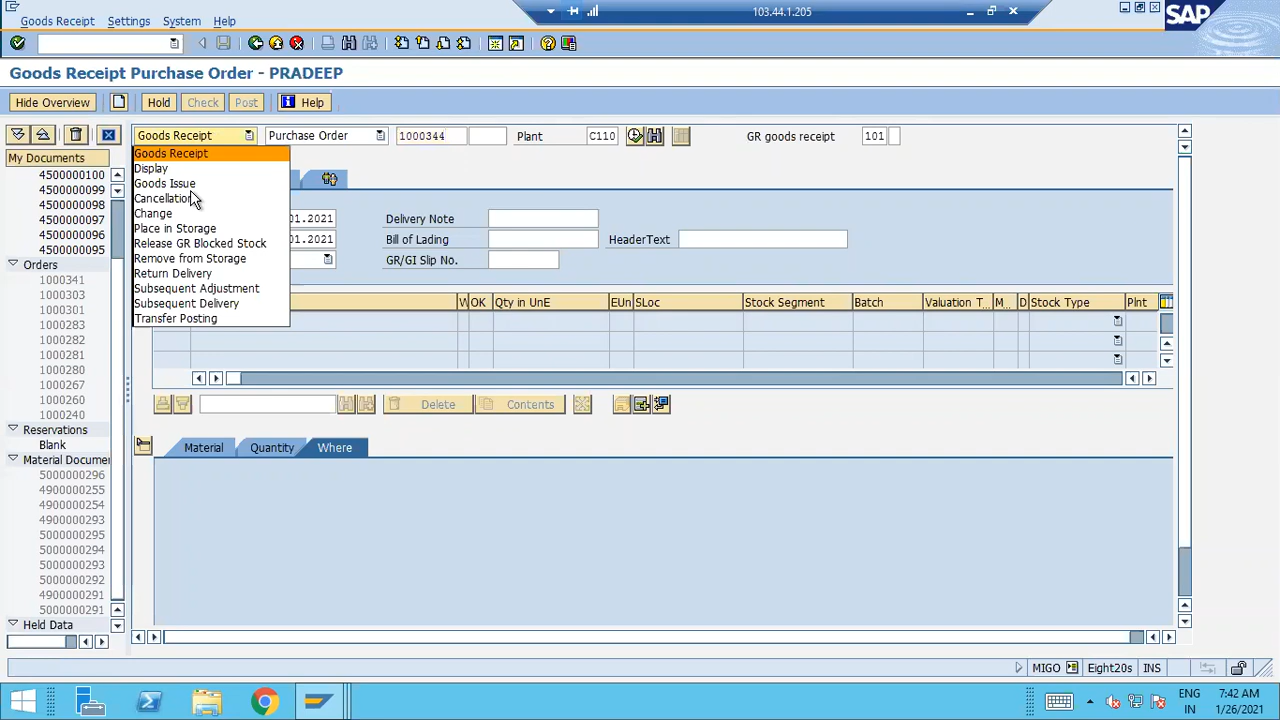 103.44.1.205
Goods Receipt Settings System Help
SAP
Goods Receipt Purchase Order - PRADEEP
Hide Overview Hold Check Post Help
Goods Receipt Purchase Order 1000344 Plant C110 GR goods receipt 101
My Documents
4500000100
4500000099
4500000098
4500000097
4500000096
4500000095
Orders
1000341
1000303
1000301
1000283
1000282
1000281
1000280
1000267
1000260
1000240
Reservations
Blank
Material Documen
5000000296
4900000255
4900000254
4900000293
5000000295
5000000294
5000000293
5000000292
4900000291
5000000291
Held Data
Goods Receipt
Display
Goods Issue
Cancellation
Change
Place in Storage
Release GR Blocked Stock
Remove from Storage
Return Delivery
Subsequent Adjustment
Subsequent Delivery
Transfer Posting
01.2021 Delivery Note
01.2021 Bill of Lading HeaderText
GR/GI Slip No.
OK Qty in UnE EUn SLoc Stock Segment Batch Valuation T... M... D Stock Type Plnt
Delete Contents
Material Quantity Where
MIGO Eight20s INS
ENG 7:42 AM
IN 1/26/2021